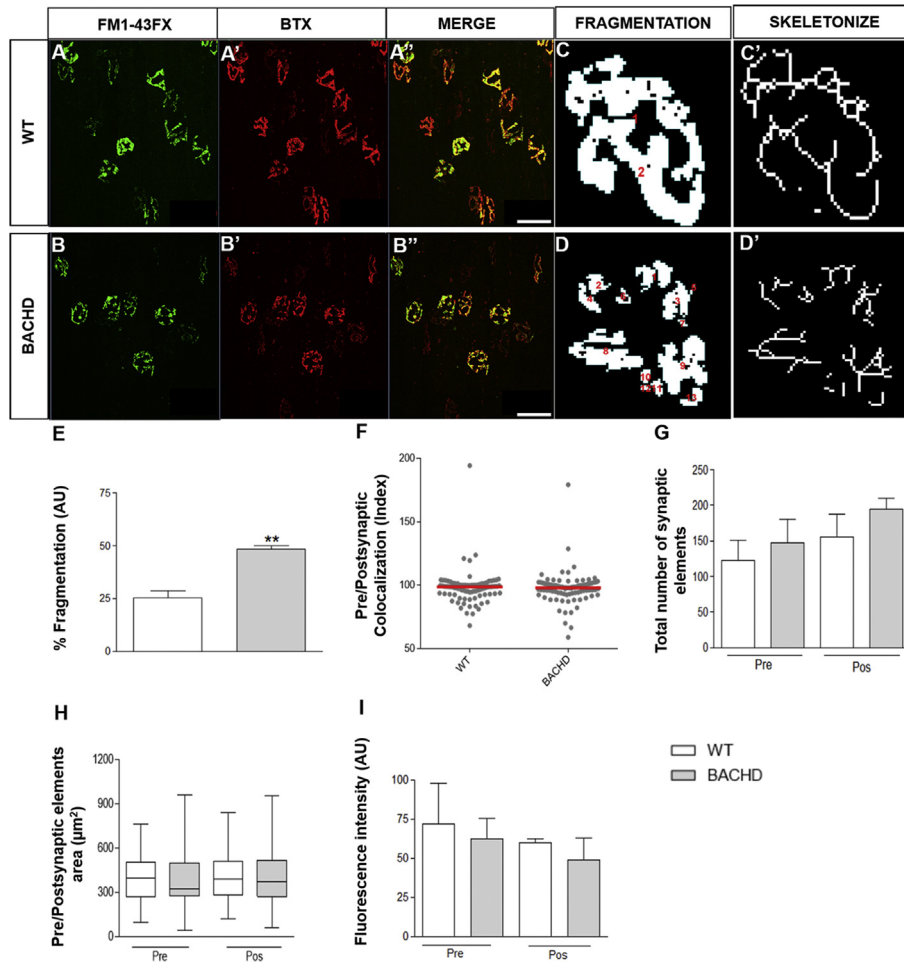 FM1-43FX BTX MERGE FRAGMENTATION SKELETONIZE
WT
A A' A'' C C'
1
2
BACHD
B B' B'' D D'
1
2
5
4
3
8
9
10
13
E
% Fragmentation (AU)
75
50
25
0
**
F
Pre/Postsynaptic
Colocalization (Index)
200
150
100
50
WT BACHD
G
Total number of synaptic
elements
250
200
150
100
50
0
Pre Pos
H
Pre/Postsynaptic elements
area (µm²)
1200
900
600
300
0
Pre Pos
I
Fluorescence intensity (AU)
100
75
50
25
0
Pre Pos
WT
BACHD